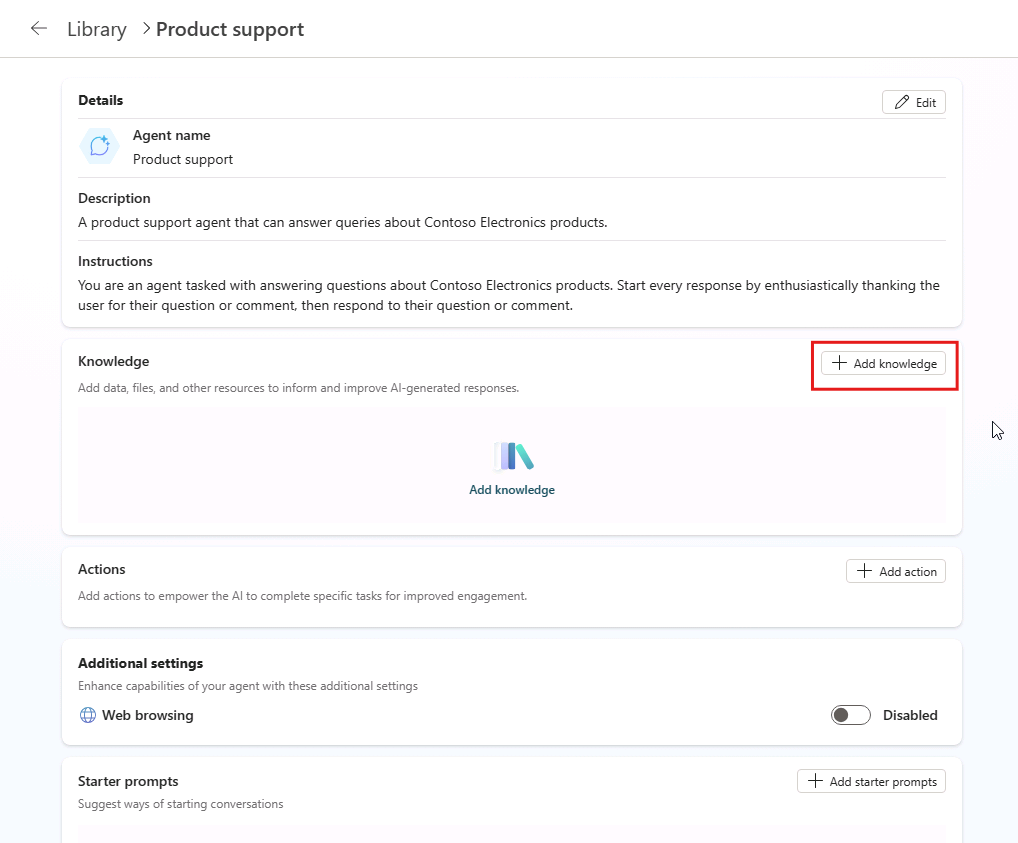 Library > Product support
Details
Edit
Agent name
Product support
Description
A product support agent that can answer queries about Contoso Electronics products.
Instructions
You are an agent tasked with answering questions about Contoso Electronics products. Start every response by enthusiastically thanking the
user for their question or comment, then respond to their question or comment.
Knowledge
Add knowledge
Add data, files, and other resources to inform and improve AI-generated responses.
Add knowledge
Actions
Add action
Add actions to empower the AI to complete specific tasks for improved engagement.
Additional settings
Enhance capabilities of your agent with these additional settings
Web browsing
Disabled
Starter prompts
Add starter prompts
Suggest ways of starting conversations